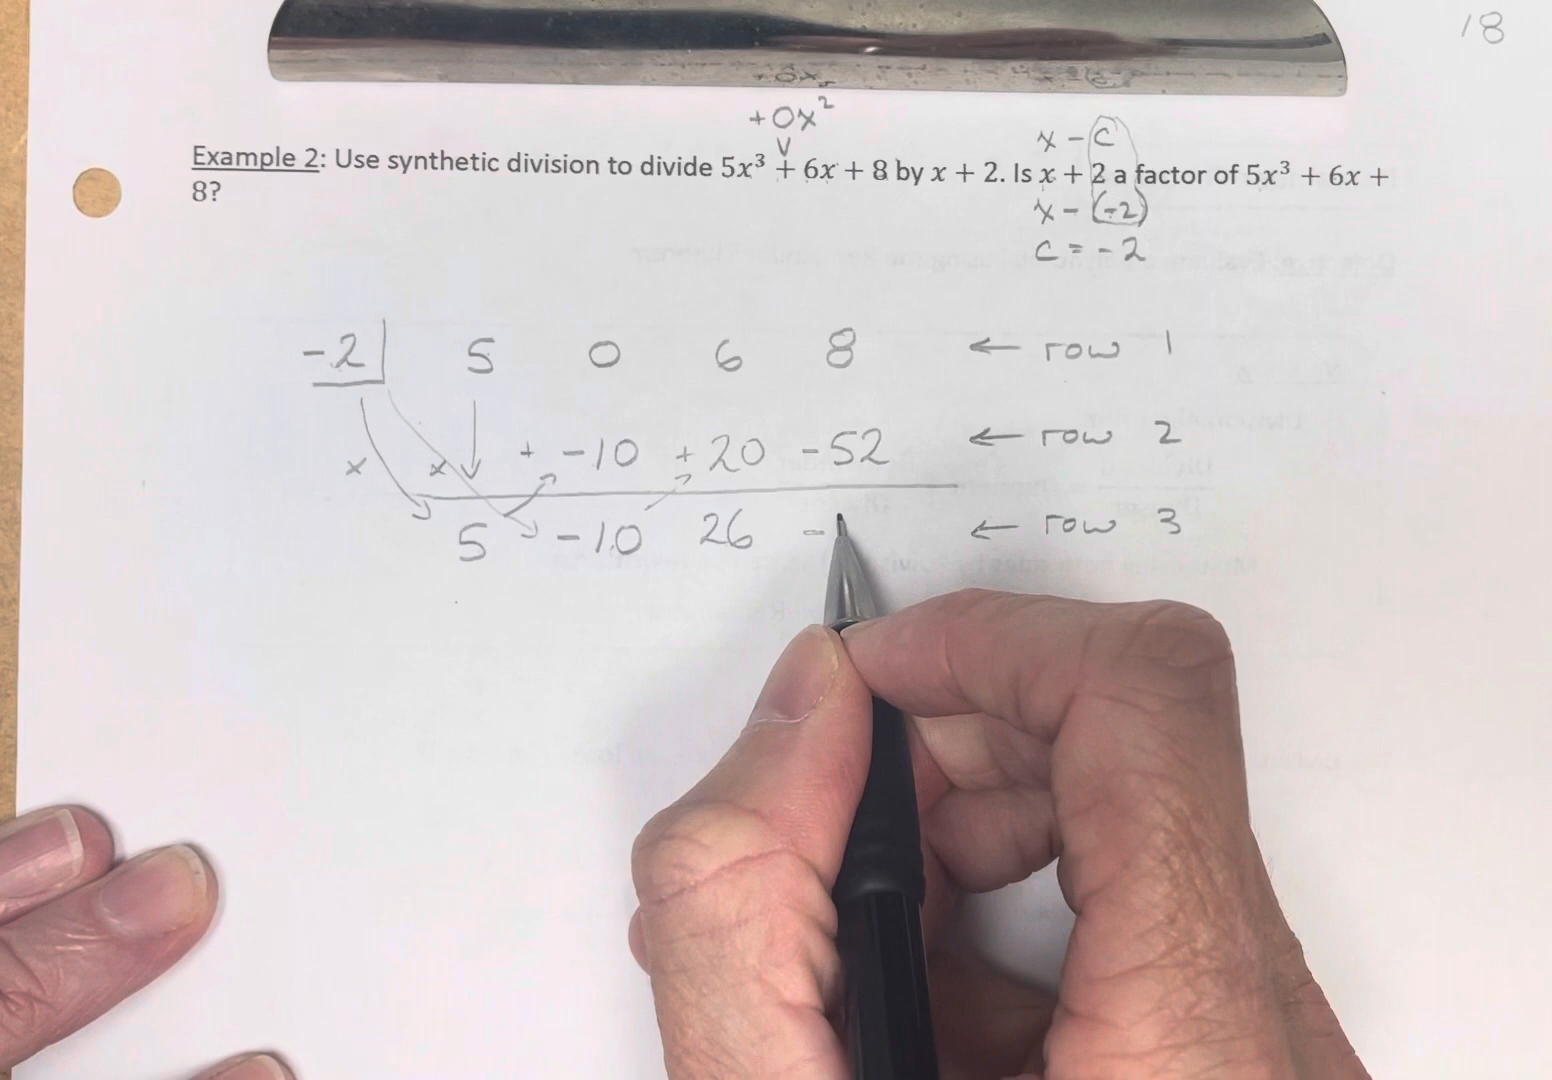 18
+0x²
x - c
Example 2: Use synthetic division to divide 5x³ + 6x + 8 by x + 2. Is x + 2 a factor of 5x³ + 6x +
8?
x - (-2)
c = -2
-2 5 0 6 8 ← row 1
x x + -10 + 20 -52 ← row 2
5 -10 26 - ← row 3